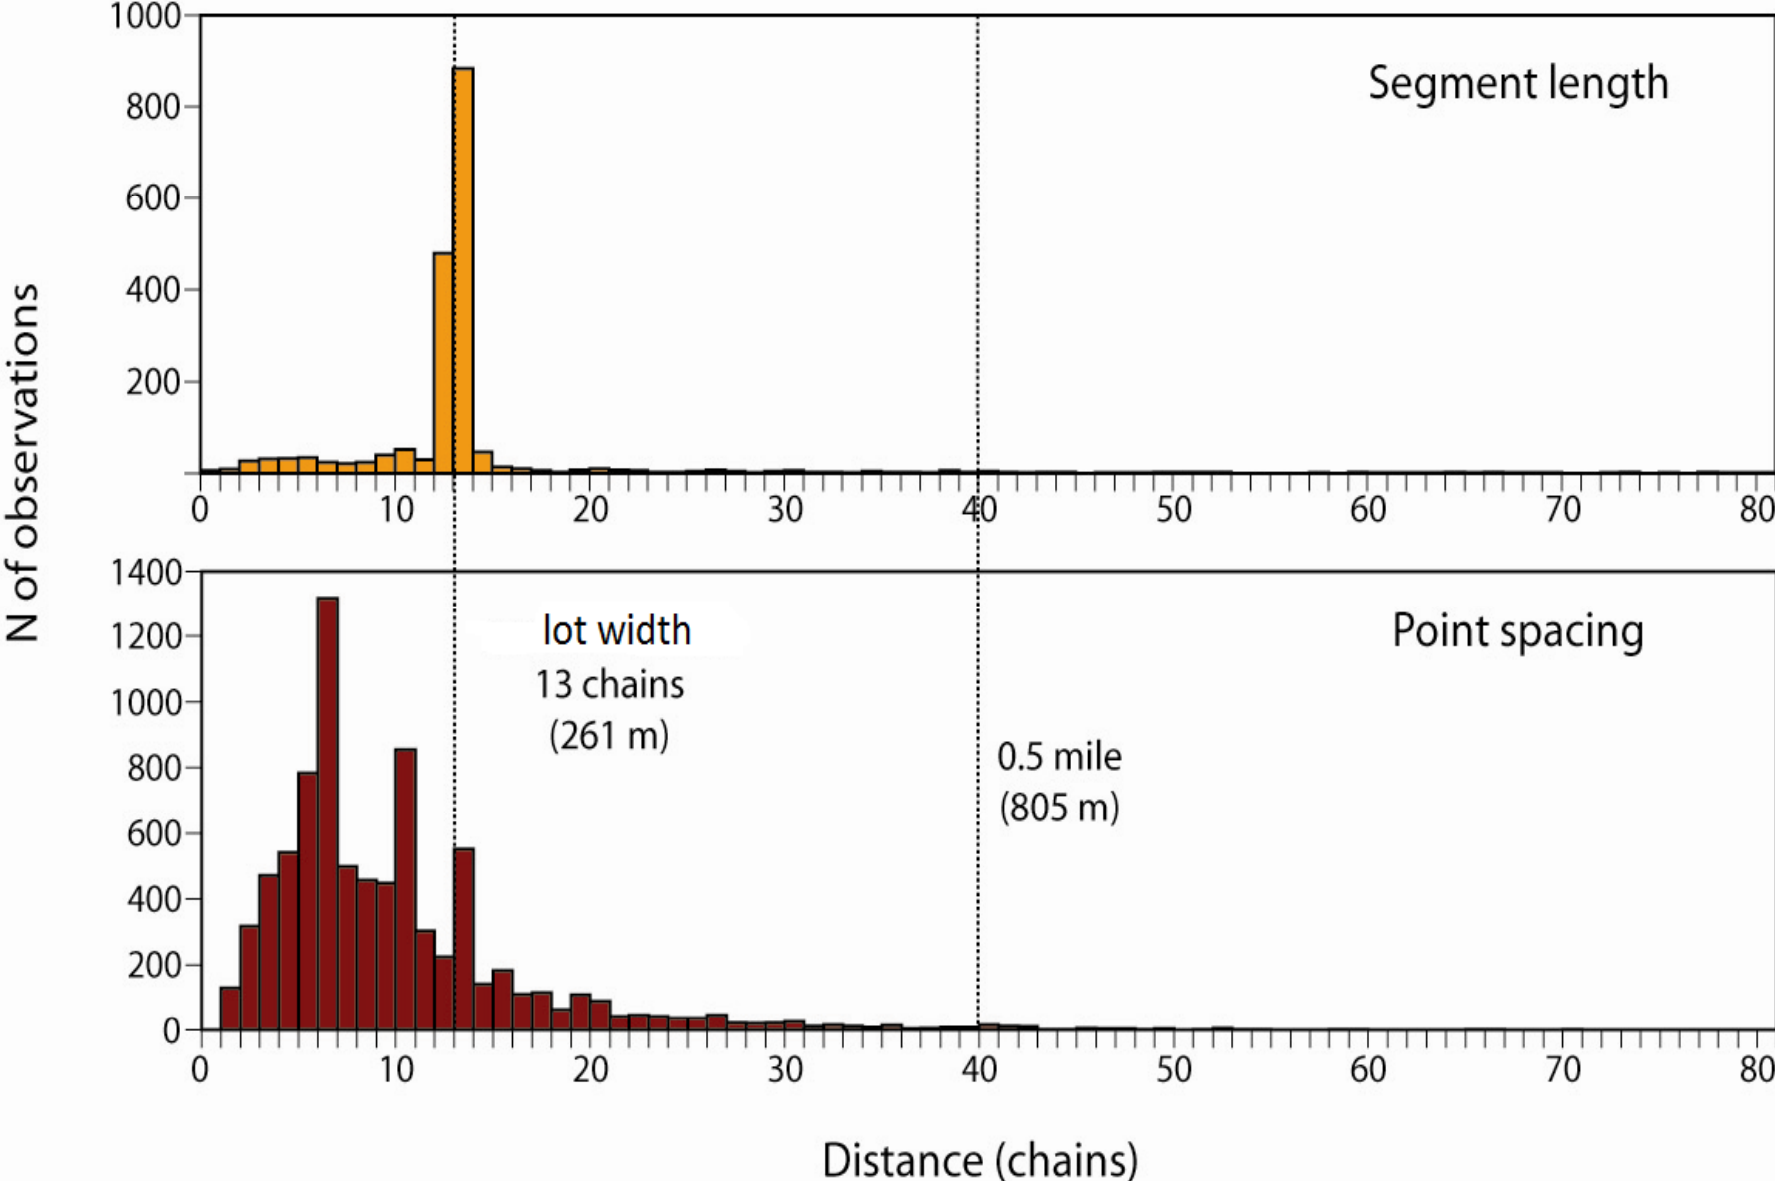 N of observations
1000
800
600
400
200
Segment length
0 10 20 30 40 50 60 70 80
1400
1200
1000
800
600
400
200
0
lot width
13 chains
(261 m)
0.5 mile
(805 m)
Point spacing
0 10 20 30 40 50 60 70 80
Distance (chains)